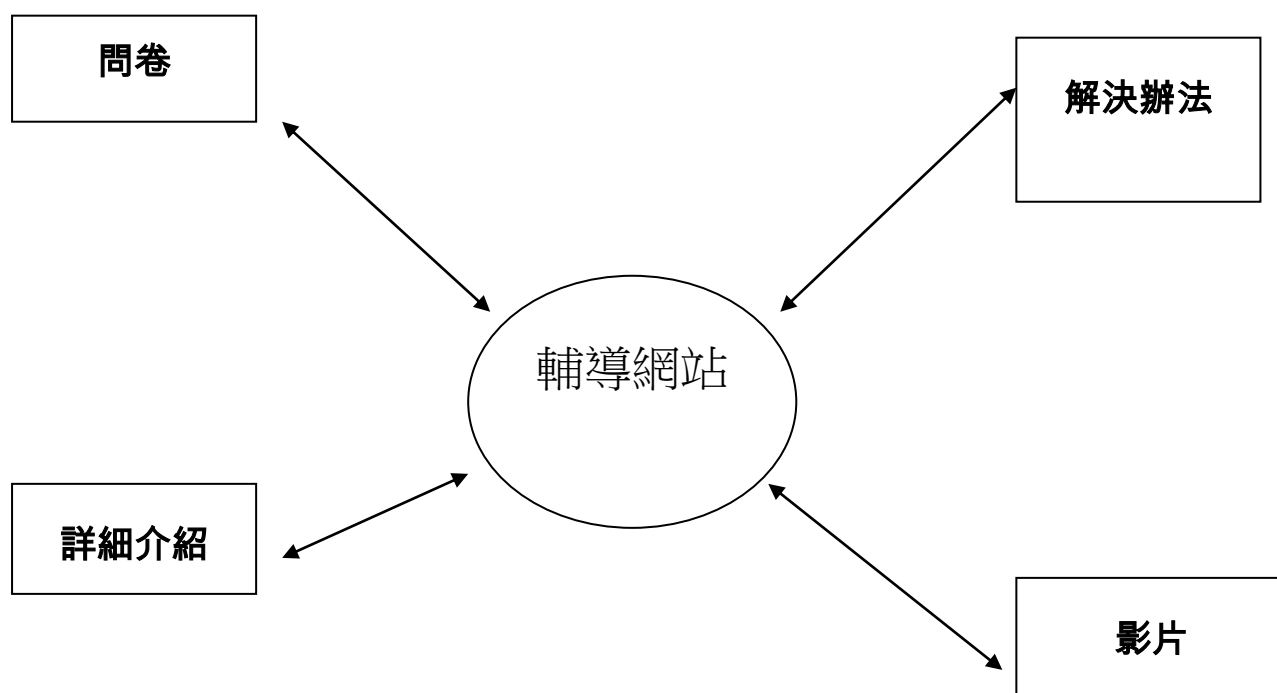 問卷
解決辦法
輔導網站
詳細介紹
影片